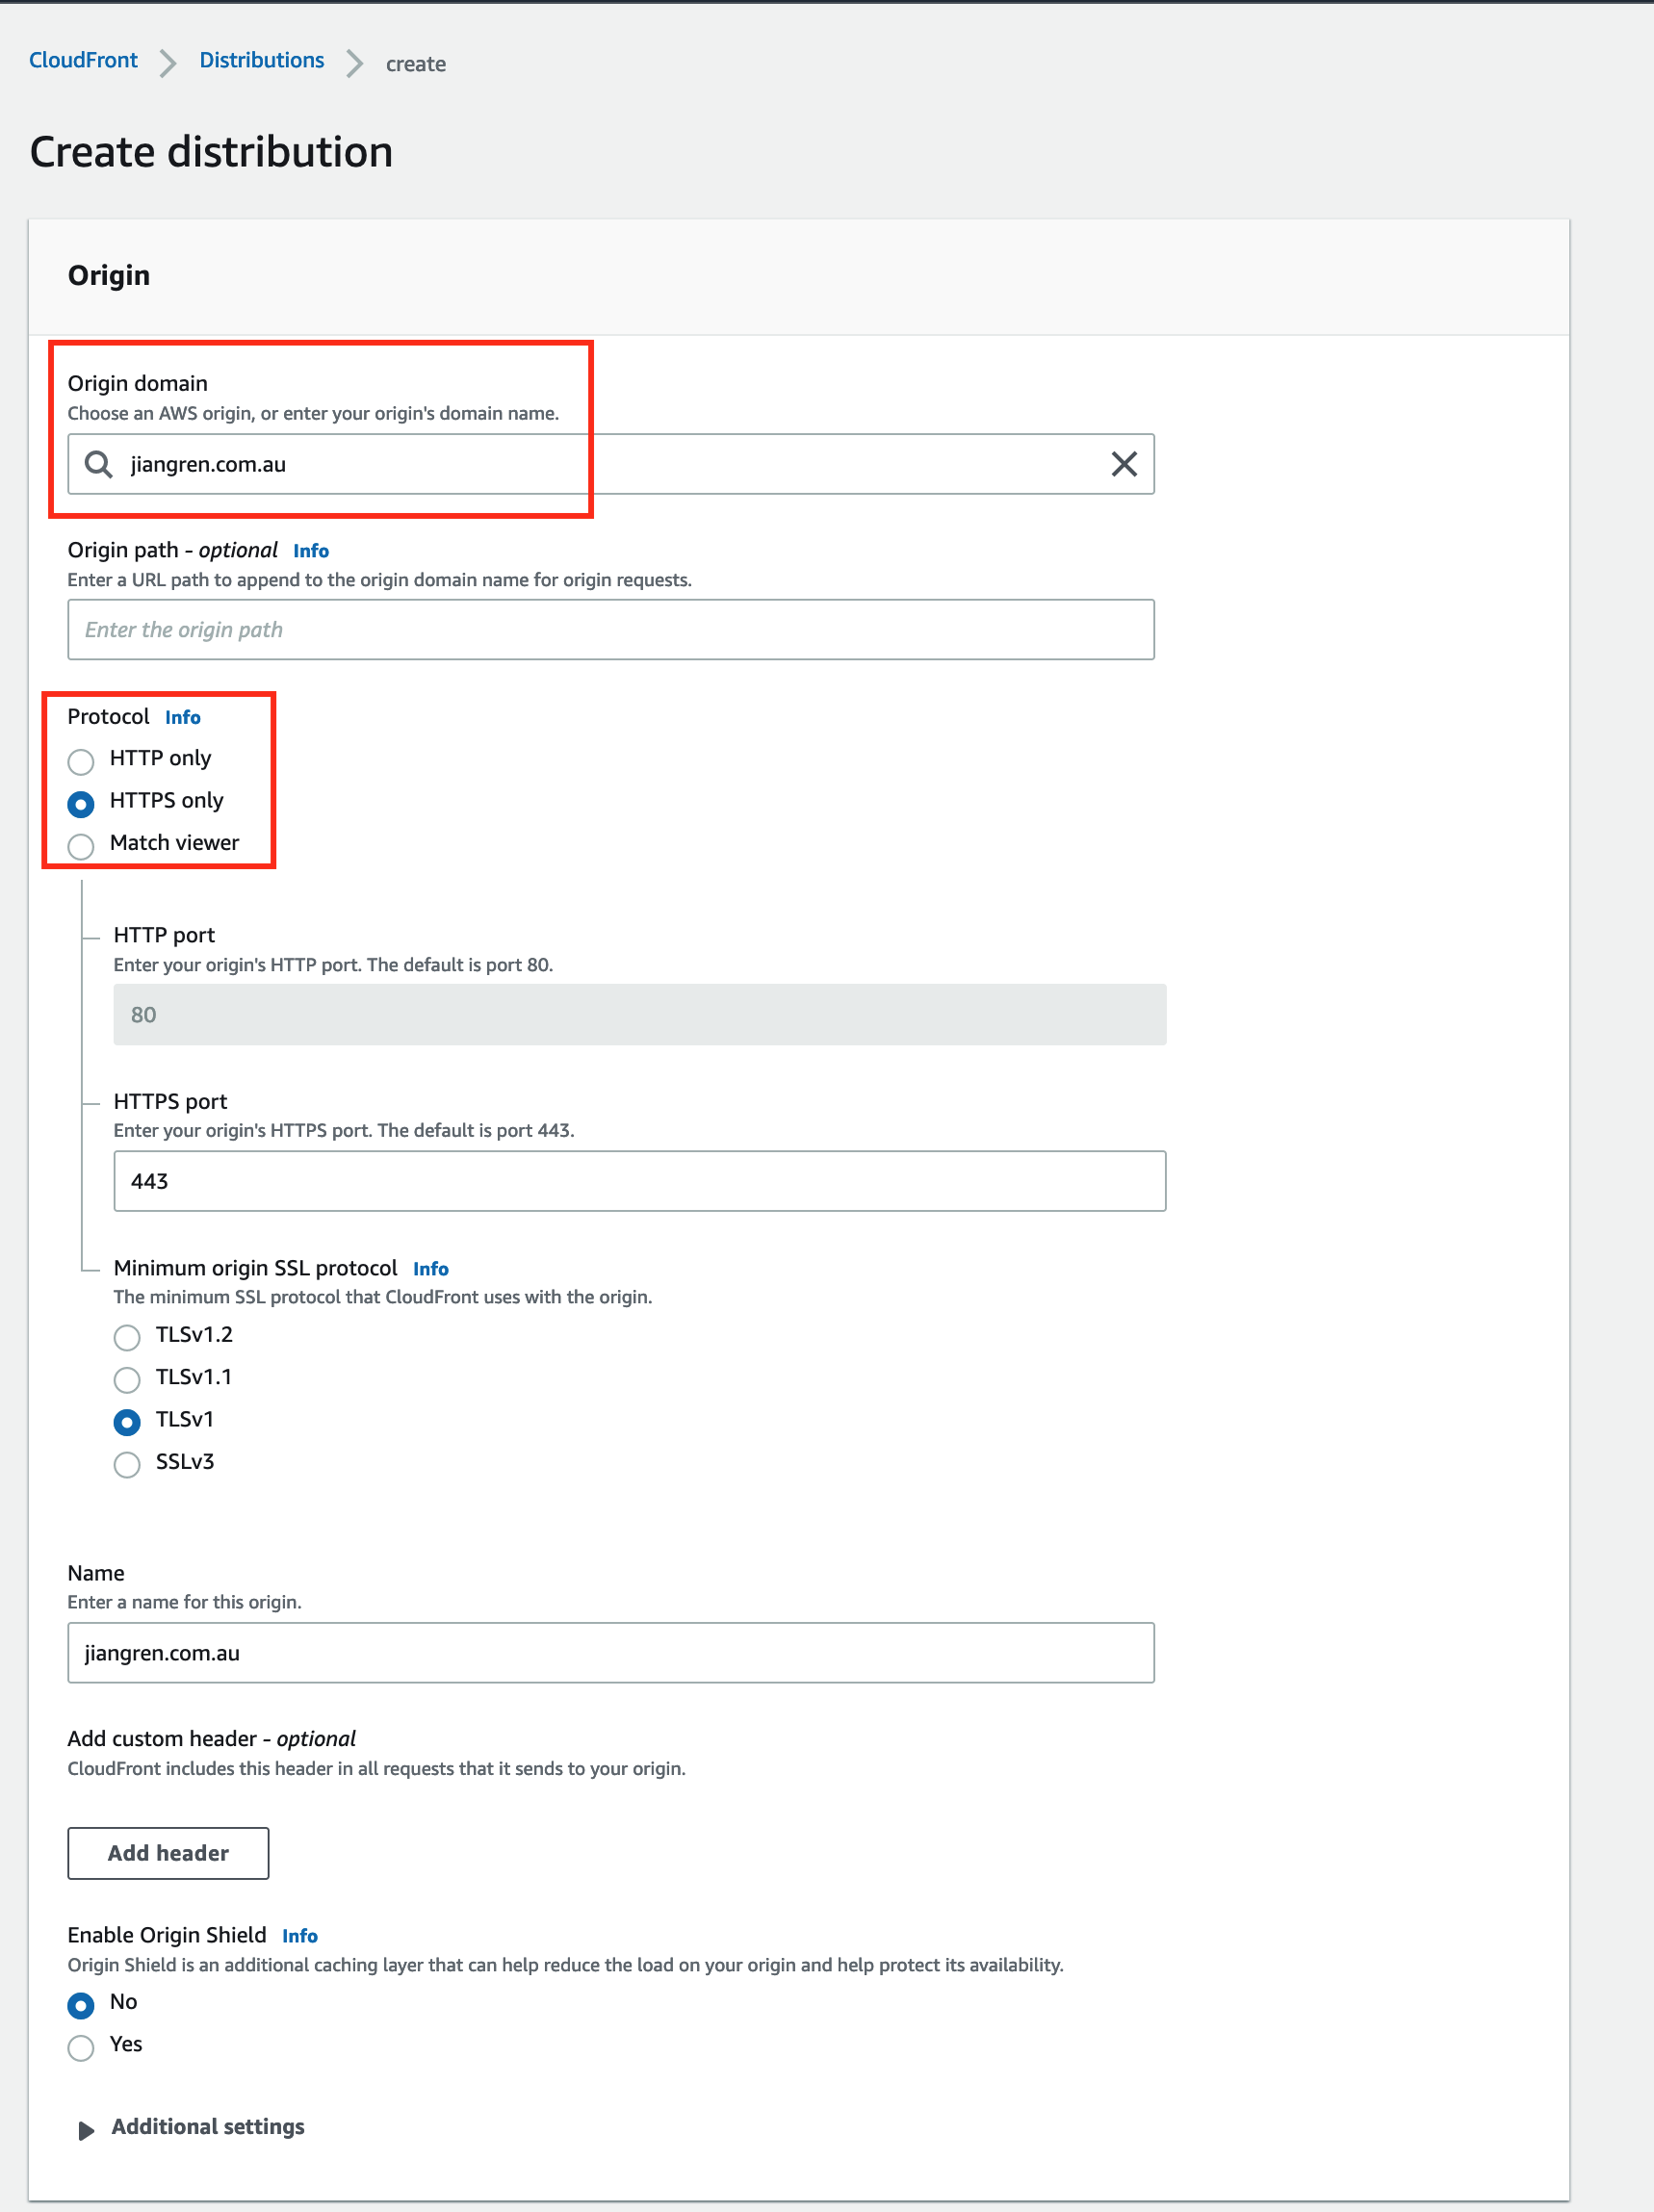 CloudFront > Distributions > create
Create distribution
Origin
Origin domain
Choose an AWS origin, or enter your origin's domain name.
jiangren.com.au
Origin path - optional Info
Enter a URL path to append to the origin domain name for origin requests.
Enter the origin path
Protocol Info
HTTP only
HTTPS only
Match viewer
HTTP port
Enter your origin's HTTP port. The default is port 80.
80
HTTPS port
Enter your origin's HTTPS port. The default is port 443.
443
Minimum origin SSL protocol Info
The minimum SSL protocol that CloudFront uses with the origin.
TLSv1.2
TLSv1.1
TLSv1
SSLv3
Name
Enter a name for this origin.
jiangren.com.au
Add custom header - optional
CloudFront includes this header in all requests that it sends to your origin.
Add header
Enable Origin Shield Info
Origin Shield is an additional caching layer that can help reduce the load on your origin and help protect its availability.
No
Yes
Additional settings